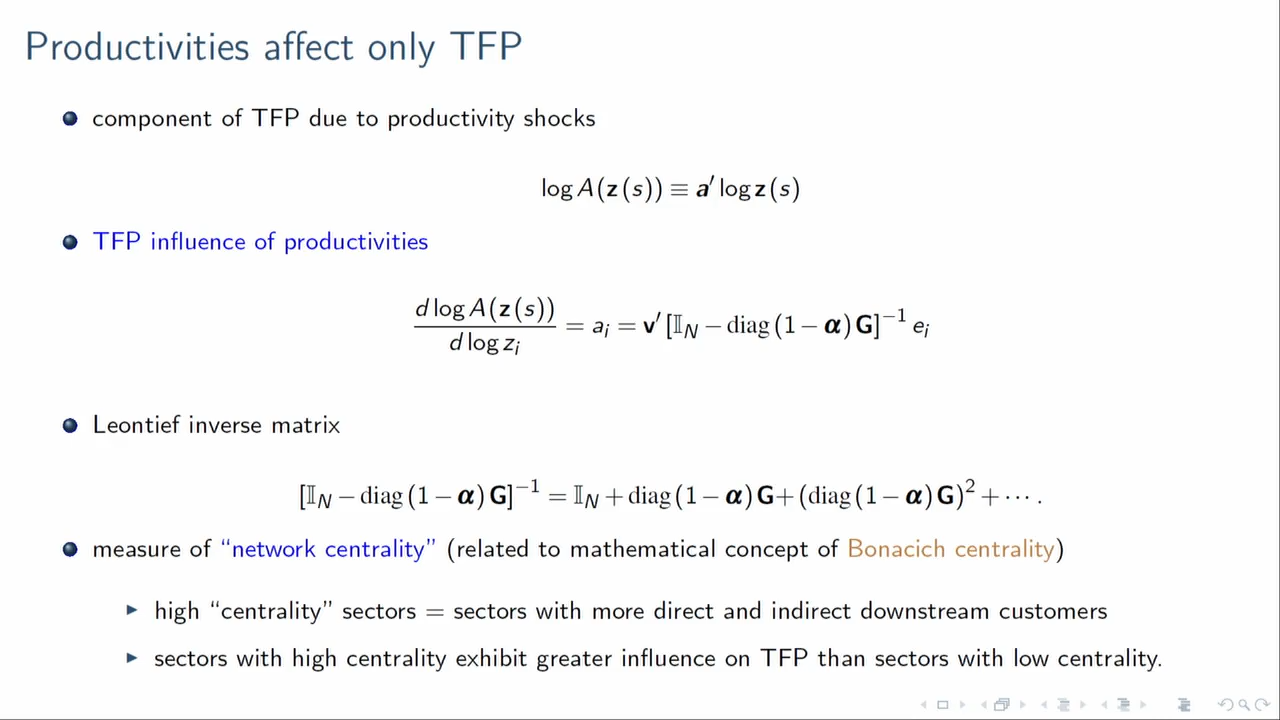 Productivities affect only TFP
component of TFP due to productivity shocks
log A(z(s)) ≡ a′ log z(s)
TFP influence of productivities
d log A(z(s)) / d log z_i = a_i = v′ [𝕀_N − diag(1 − α) G]^−1 e_i
Leontief inverse matrix
[𝕀_N − diag(1 − α) G]^−1 = 𝕀_N + diag(1 − α) G + (diag(1 − α) G)^2 + ⋯ .
measure of “network centrality” (related to mathematical concept of Bonacich centrality)
high “centrality” sectors = sectors with more direct and indirect downstream customers
sectors with high centrality exhibit greater influence on TFP than sectors with low centrality.